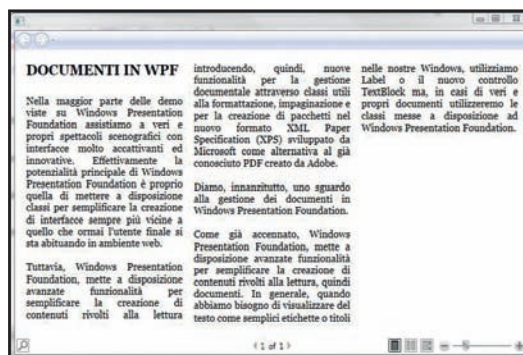 DOCUMENTI IN WPF
Nella maggior parte delle demo
viste su Windows Presentation
Foundation assistiamo a veri e
propri spettacoli scenografici con
interfacce molto accattivanti ed
innovative. Effettivamente la
potenzialità principale di Windows
Presentation Foundation è proprio
quella di mettere a disposizione
classi per semplificare la creazione
di interfacce sempre più vicine a
quello che ormai l'utente finale si
sta abituando in ambiente web.
Tuttavia, Windows Presentation
Foundation, mette a disposizione
avanzate funzionalità per
semplificare la creazione di
contenuti rivolti alla lettura
introducendo, quindi, nuove
funzionalità per la gestione
documentale attraverso classi utili
alla formattazione, impaginazione e
per la creazione di pacchetti nel
nuovo formato XML Paper
Specification (XPS) sviluppato da
Microsoft come alternativa al già
conosciuto PDF creato da Adobe.
Diamo, innanzitutto, uno sguardo
alla gestione dei documenti in
Windows Presentation Foundation.
Come già accennato, Windows
Presentation Foundation, mette a
disposizione avanzate funzionalità
per semplificare la creazione di
contenuti rivolti alla lettura, quindi
documenti. In generale, quando
abbiamo bisogno di visualizzare del
testo come semplici etichette o titoli
nelle nostre Windows, utilizziamo
Label o il nuovo controllo
TextBlock ma, in casi di veri e
propri documenti utilizzeremo le
classi messe a disposizione ad
Windows Presentation Foundation.
1 of 1